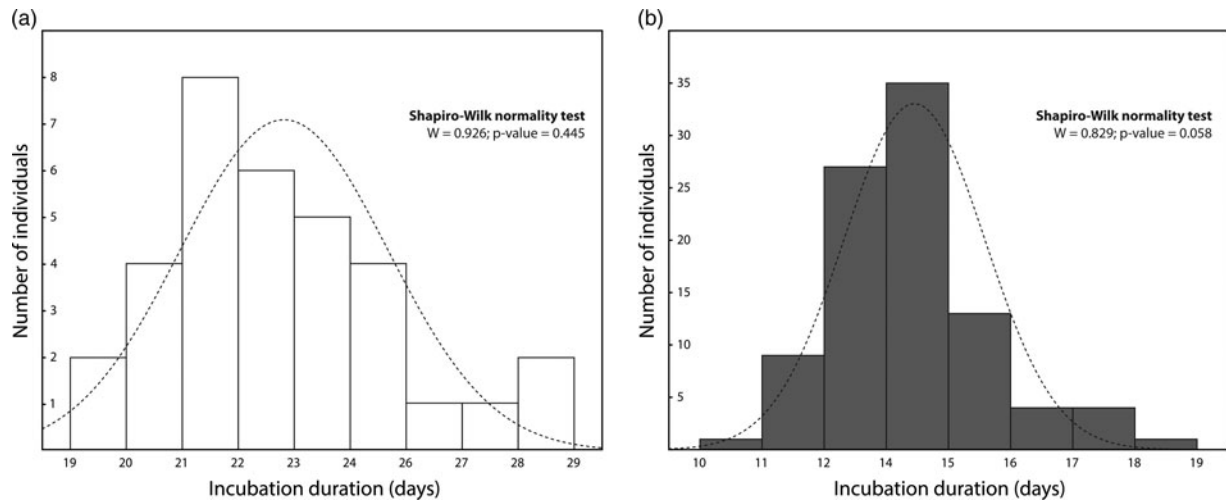 (a)
Number of individuals
8
7
6
5
4
3
2
1
Shapiro-Wilk normality test
W = 0.926; p-value = 0.445
19 20 21 22 23 24 26 27 28 29
Incubation duration (days)
(b)
Number of individuals
35
30
25
20
15
10
5
Shapiro-Wilk normality test
W = 0.829; p-value = 0.058
10 11 12 14 15 16 17 18 19
Incubation duration (days)